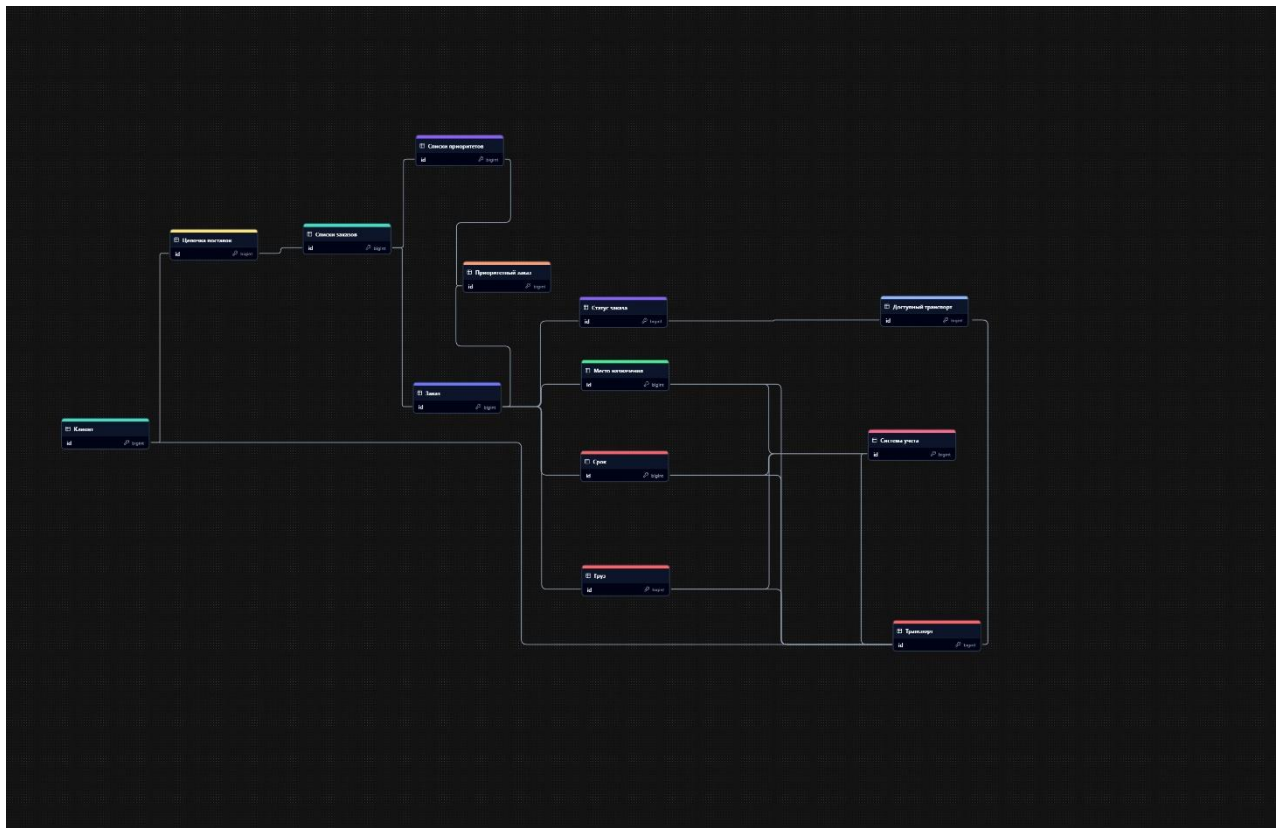 Списки приоритетов
id bigint
Цепочка поставок
id bigint
Списки заказов
id bigint
Приоритетный заказ
id bigint
Статус заказа
id bigint
Доступный транспорт
id bigint
Место назначения
id bigint
Заказ
id bigint
Клиент
id bigint
Система учета
id bigint
Срок
id bigint
Груз
id bigint
Транспорт
id bigint